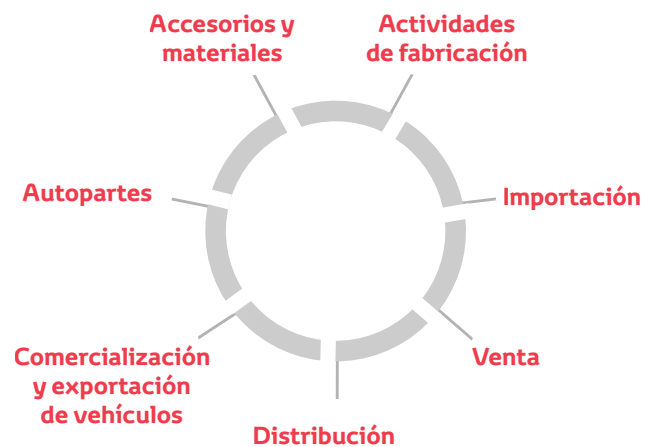 Accesorios y
materiales
Actividades
de fabricación
Autopartes
Importación
Comercialización
y exportación
de vehículos
Venta
Distribución